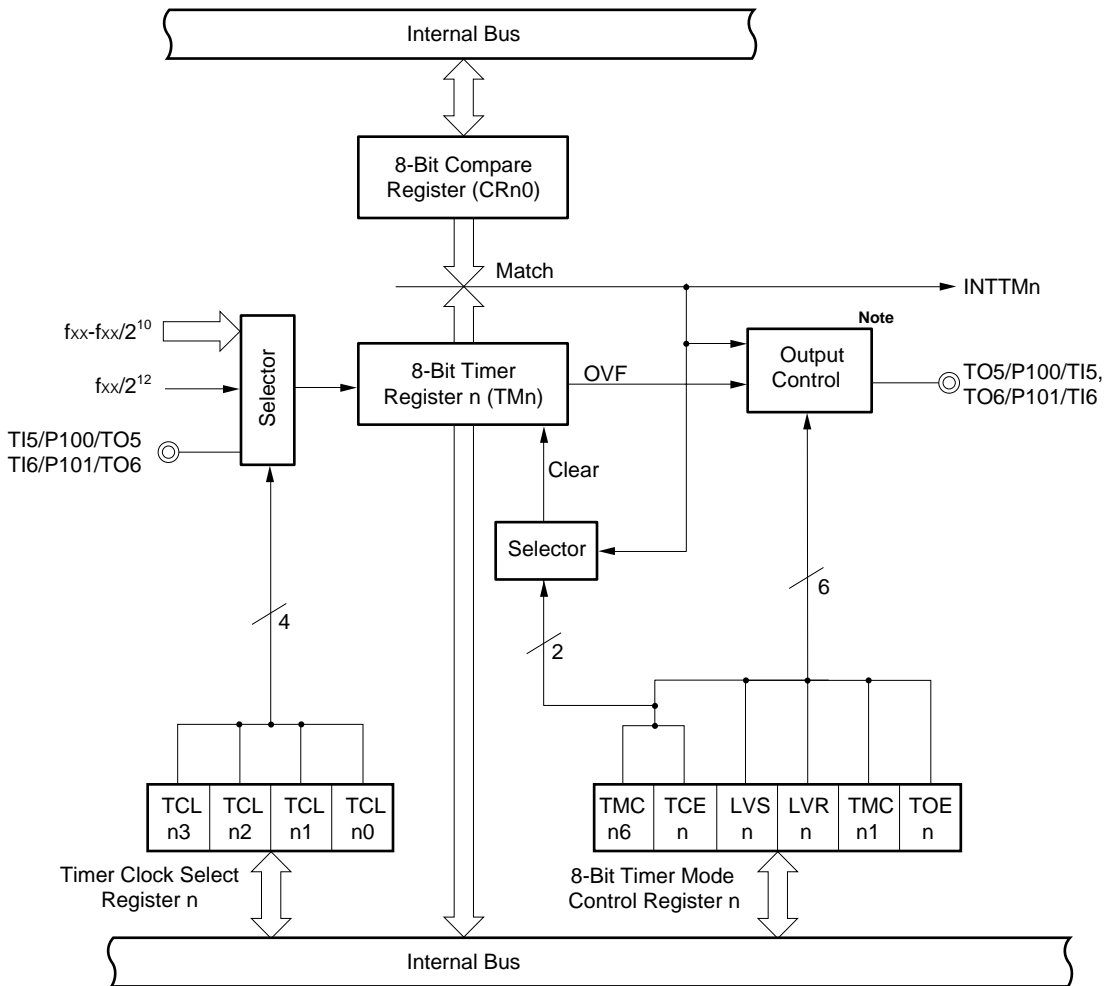 Internal Bus
8-Bit Compare
Register (CRn0)
Match
INTTMn
fxx-fxx/2^10
fxx/2^12
TI5/P100/TO5
TI6/P101/TO6
Selector
8-Bit Timer
Register n (TMn)
OVF
Note
Output
Control
TO5/P100/TI5,
TO6/P101/TI6
Clear
Selector
4
2
6
TCL n3
TCL n2
TCL n1
TCL n0
Timer Clock Select
Register n
TMC n6
TCE n
LVS n
LVR n
TMC n1
TOE n
8-Bit Timer Mode
Control Register n
Internal Bus